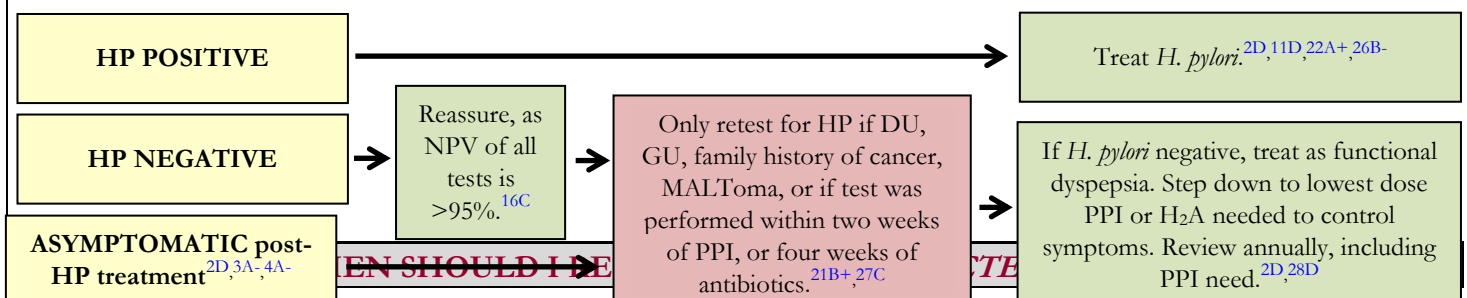 HP POSITIVE
Treat H. pylori.2D,11D,22A+,26B-
HP NEGATIVE
Reassure, as
NPV of all
tests is
>95%.16C
Only retest for HP if DU,
GU, family history of cancer,
MALToma, or if test was
performed within two weeks
of PPI, or four weeks of
antibiotics.21B+,27C
If H. pylori negative, treat as functional
dyspepsia. Step down to lowest dose
PPI or H2A needed to control
symptoms. Review annually, including
PPI need.2D,28D
ASYMPTOMATIC post-
HP treatment2D,3A-,4A-
SHOULD I